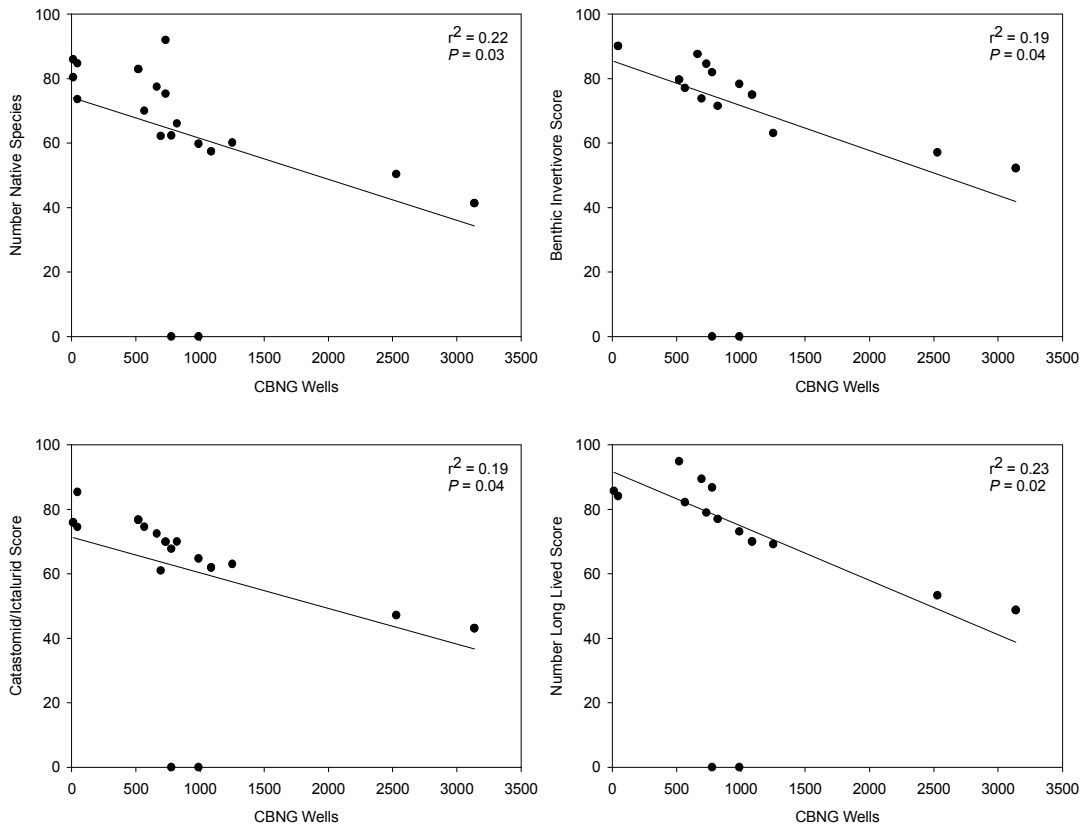 r2 = 0.22
P = 0.03
Number Native Species
100
80
60
40
20
0
0 500 1000 1500 2000 2500 3000 3500
CBNG Wells
r2 = 0.19
P = 0.04
Benthic Invertivore Score
100
80
60
40
20
0
0 500 1000 1500 2000 2500 3000 3500
CBNG Wells
r2 = 0.19
P = 0.04
Catastomid/Ictalurid Score
100
80
60
40
20
0
0 500 1000 1500 2000 2500 3000 3500
CBNG Wells
r2 = 0.23
P = 0.02
Number Long Lived Score
100
80
60
40
20
0
0 500 1000 1500 2000 2500 3000 3500
CBNG Wells